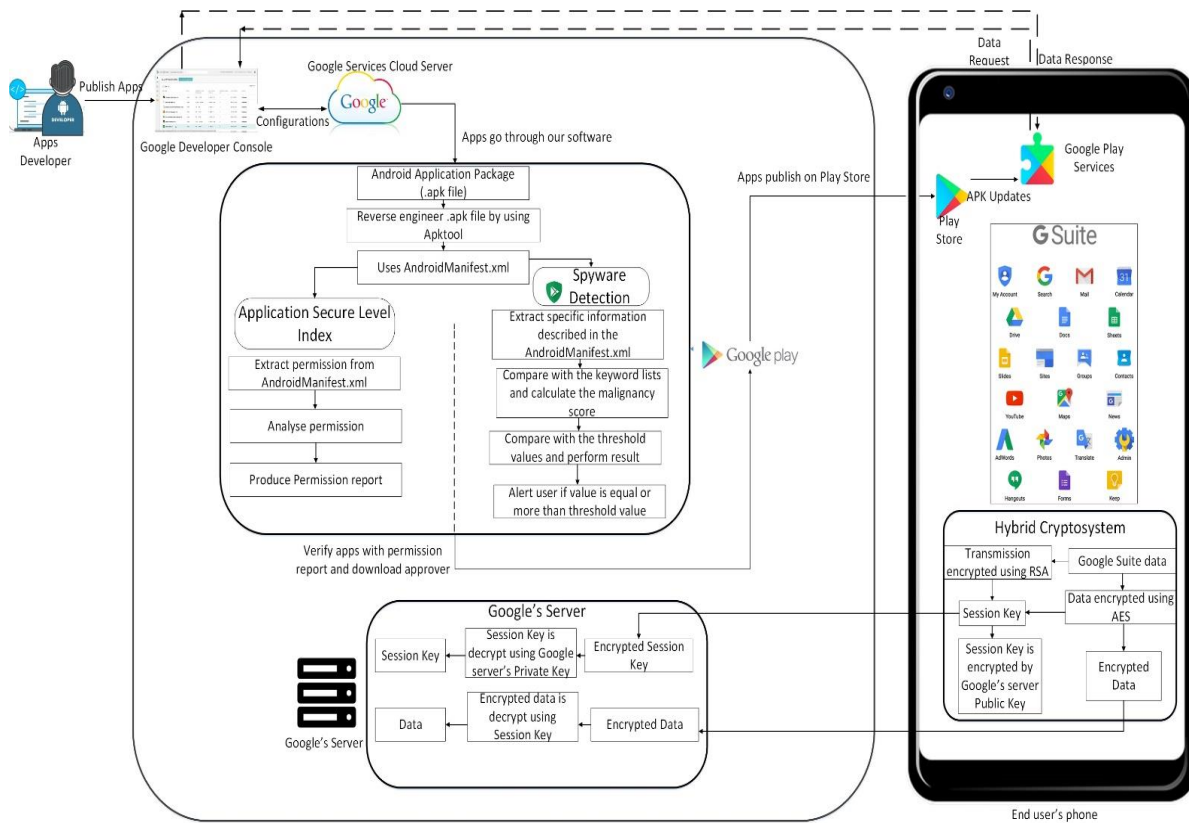 Data
Request
Data Response
Google Services Cloud Server
Publish Apps
Google
DEVELOPER
Configurations
Apps
Developer
Google Developer Console
Apps go through our software
Google Play
Services
Android Application Package
(.apk file)
Apps publish on Play Store
APK Updates
Play
Store
Reverse engineer .apk file by using
Apktool
Uses AndroidManifest.xml
Spyware
Detection
G Suite
My Account
Search
Mail
31
Calendar
Application Secure Level
Index
Extract specific information
described in the
AndroidManifest.xml
Drive
Docs
Sheets
Google play
Extract permission from
AndroidManifest.xml
Compare with the keyword lists
and calculate the malignancy
score
Slides
Sites
Groups
Contacts
Analyse permission
YouTube
Maps
News
Compare with the threshold
values and perform result
AdWords
Photos
Translate
Admin
Produce Permission report
Alert user if value is equal or
more than threshold value
Hangouts
Forms
Keep
Verify apps with permission
report and download approver
Hybrid Cryptosystem
Transmission
encrypted using RSA
Google Suite data
Google's Server
Session Key
Data encrypted using
AES
Session Key
Session Key is
decrypt using Google
server's Private Key
Encrypted Session
Key
Session Key is
encrypted by
Google's server
Public Key
Encrypted
Data
Data
Encrypted data is
decrypt using
Session Key
Encrypted Data
Google's Server
End user's phone